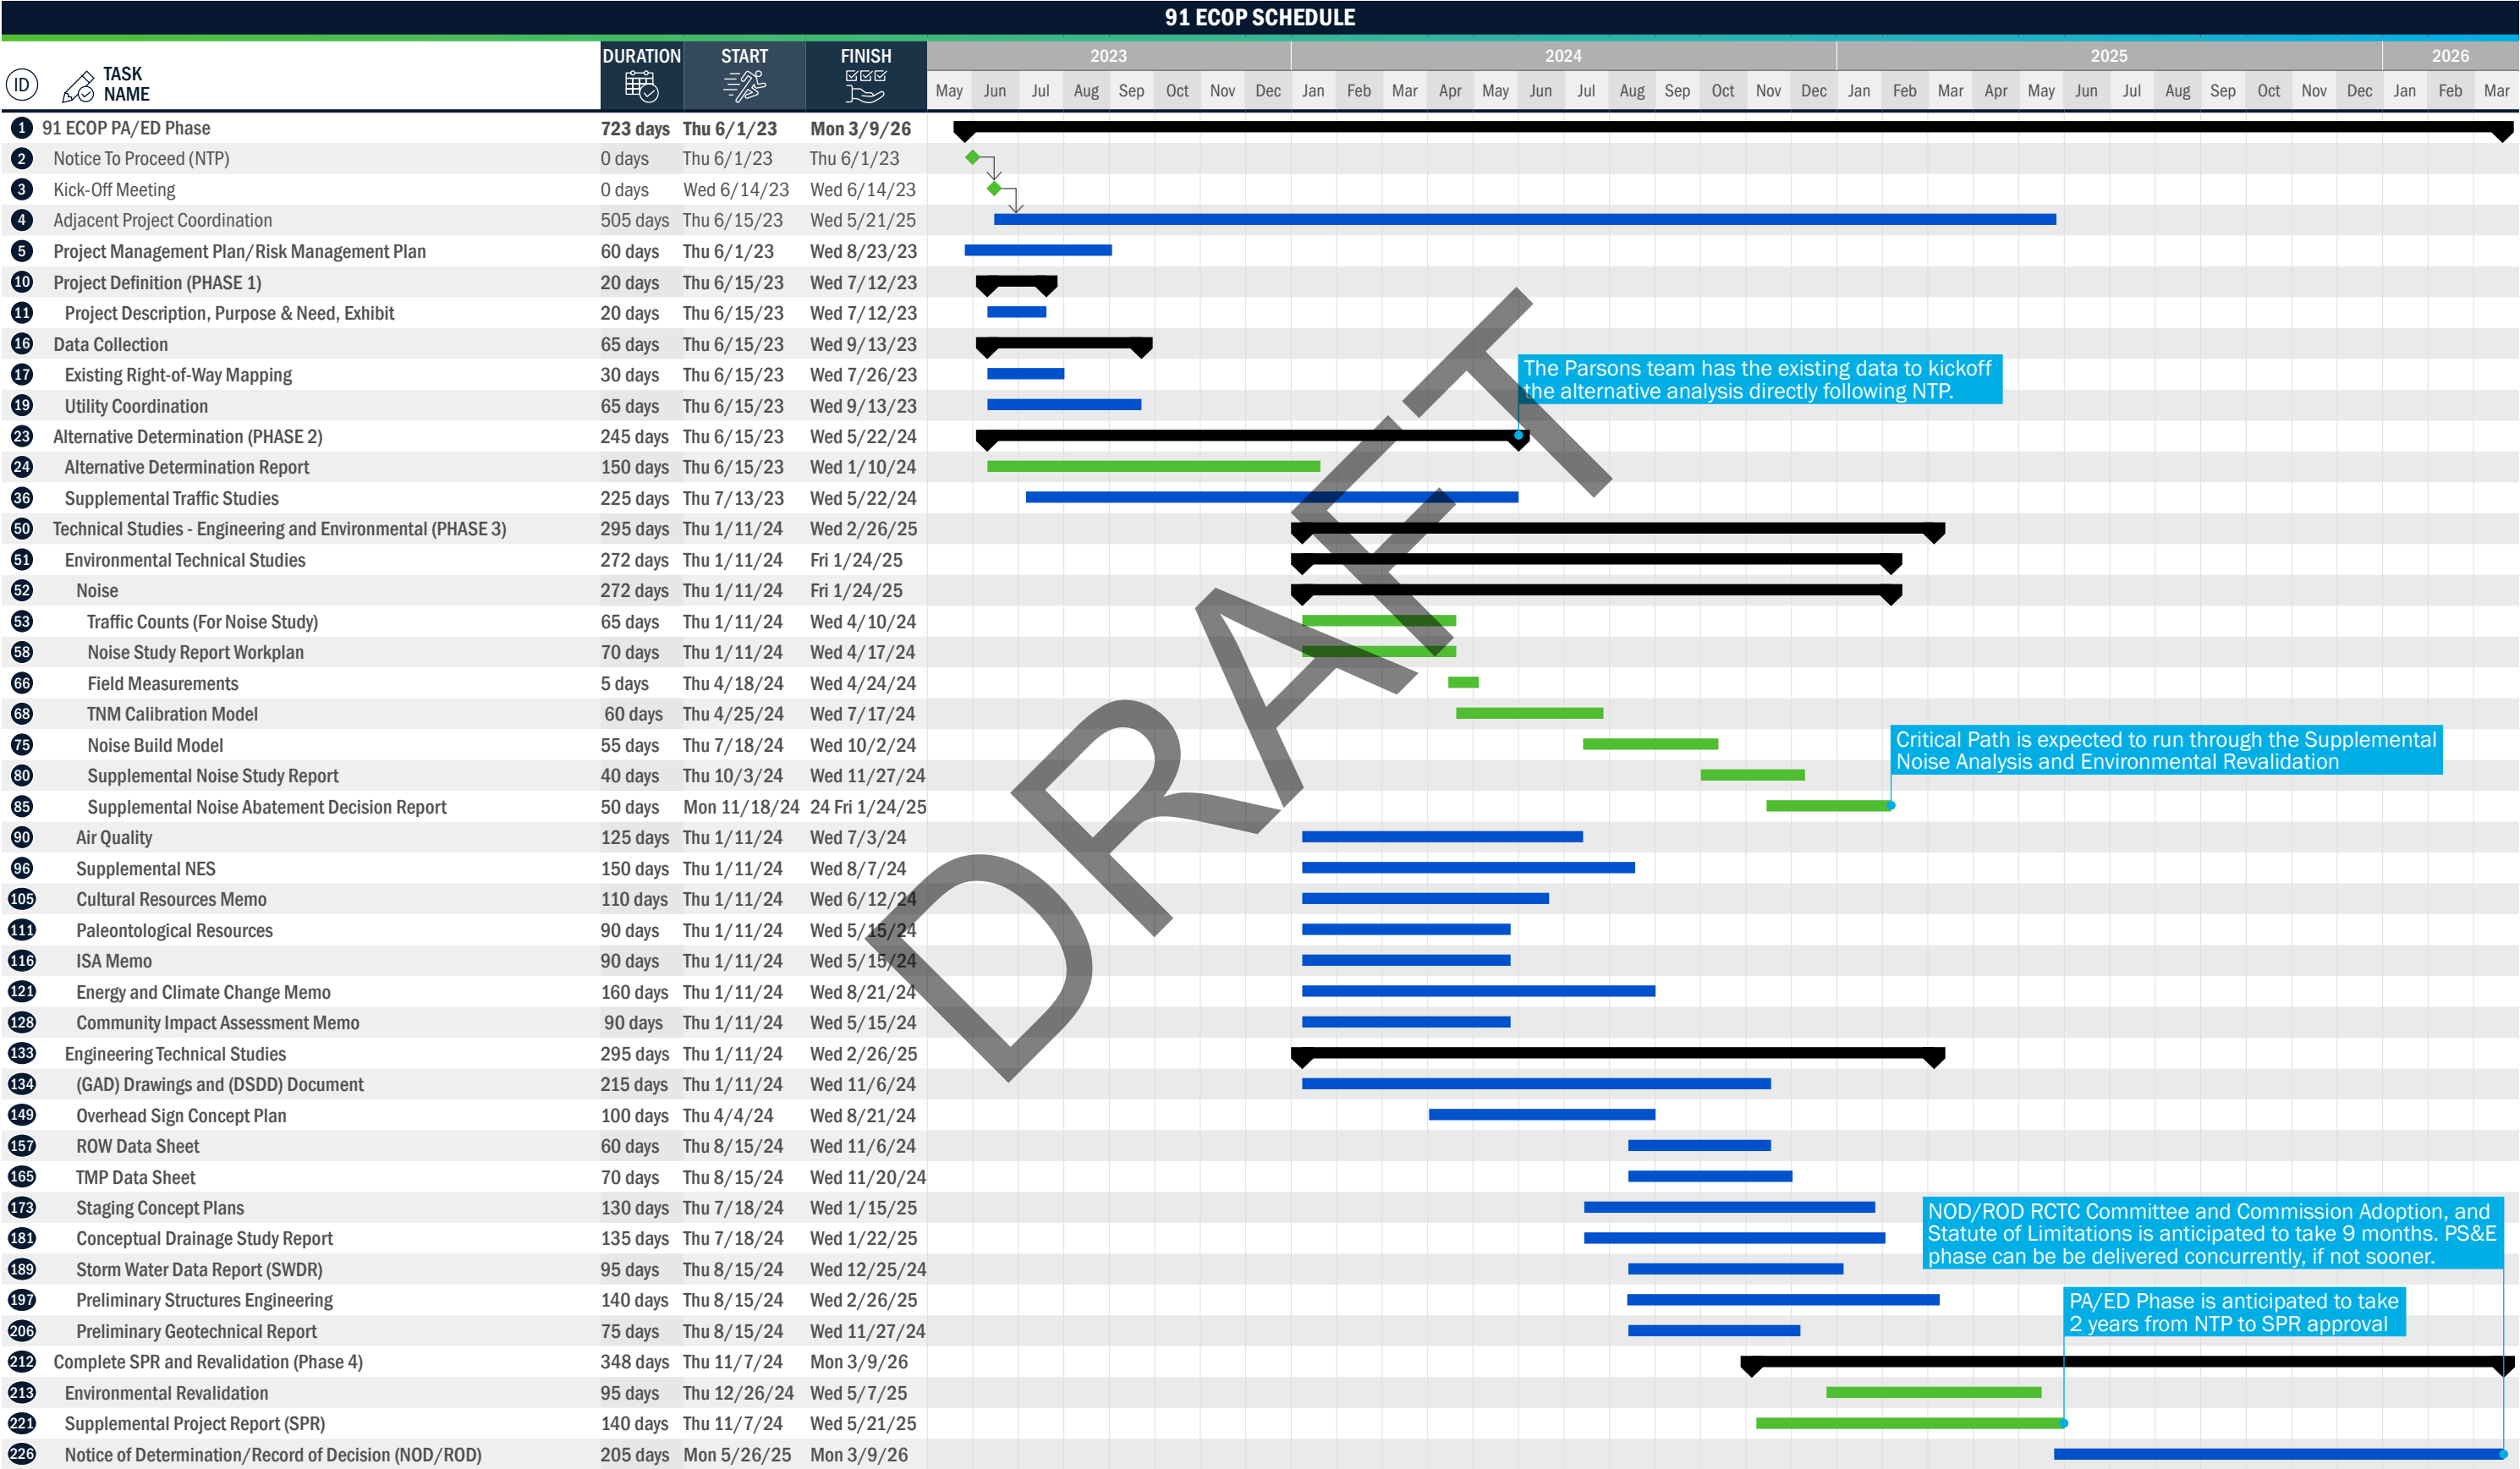 91 ECOP SCHEDULE
ID TASK NAME DURATION START FINISH 2023 2024 2025 2026
May Jun Jul Aug Sep Oct Nov Dec Jan Feb Mar Apr May Jun Jul Aug Sep Oct Nov Dec Jan Feb Mar Apr May Jun Jul Aug Sep Oct Nov Dec Jan Feb Mar
1 91 ECOP PA/ED Phase 723 days Thu 6/1/23 Mon 3/9/26
2 Notice To Proceed (NTP) 0 days Thu 6/1/23 Thu 6/1/23
3 Kick-Off Meeting 0 days Wed 6/14/23 Wed 6/14/23
4 Adjacent Project Coordination 505 days Thu 6/15/23 Wed 5/21/25
5 Project Management Plan/Risk Management Plan 60 days Thu 6/1/23 Wed 8/23/23
10 Project Definition (PHASE 1) 20 days Thu 6/15/23 Wed 7/12/23
11 Project Description, Purpose & Need, Exhibit 20 days Thu 6/15/23 Wed 7/12/23
16 Data Collection 65 days Thu 6/15/23 Wed 9/13/23
17 Existing Right-of-Way Mapping 30 days Thu 6/15/23 Wed 7/26/23
The Parsons team has the existing data to kickoff
the alternative analysis directly following NTP.
19 Utility Coordination 65 days Thu 6/15/23 Wed 9/13/23
23 Alternative Determination (PHASE 2) 245 days Thu 6/15/23 Wed 5/22/24
24 Alternative Determination Report 150 days Thu 6/15/23 Wed 1/10/24
36 Supplemental Traffic Studies 225 days Thu 7/13/23 Wed 5/22/24
50 Technical Studies - Engineering and Environmental (PHASE 3) 295 days Thu 1/11/24 Wed 2/26/25
51 Environmental Technical Studies 272 days Thu 1/11/24 Fri 1/24/25
52 Noise 272 days Thu 1/11/24 Fri 1/24/25
53 Traffic Counts (For Noise Study) 65 days Thu 1/11/24 Wed 4/10/24
58 Noise Study Report Workplan 70 days Thu 1/11/24 Wed 4/17/24
66 Field Measurements 5 days Thu 4/18/24 Wed 4/24/24
68 TNM Calibration Model 60 days Thu 4/25/24 Wed 7/17/24
75 Noise Build Model 55 days Thu 7/18/24 Wed 10/2/24
Critical Path is expected to run through the Supplemental
Noise Analysis and Environmental Revalidation
80 Supplemental Noise Study Report 40 days Thu 10/3/24 Wed 11/27/24
85 Supplemental Noise Abatement Decision Report 50 days Mon 11/18/24 24 Fri 1/24/25
90 Air Quality 125 days Thu 1/11/24 Wed 7/3/24
96 Supplemental NES 150 days Thu 1/11/24 Wed 8/7/24
105 Cultural Resources Memo 110 days Thu 1/11/24 Wed 6/12/24
111 Paleontological Resources 90 days Thu 1/11/24 Wed 5/15/24
116 ISA Memo 90 days Thu 1/11/24 Wed 5/15/24
121 Energy and Climate Change Memo 160 days Thu 1/11/24 Wed 8/21/24
128 Community Impact Assessment Memo 90 days Thu 1/11/24 Wed 5/15/24
133 Engineering Technical Studies 295 days Thu 1/11/24 Wed 2/26/25
134 (GAD) Drawings and (DSDD) Document 215 days Thu 1/11/24 Wed 11/6/24
149 Overhead Sign Concept Plan 100 days Thu 4/4/24 Wed 8/21/24
157 ROW Data Sheet 60 days Thu 8/15/24 Wed 11/6/24
165 TMP Data Sheet 70 days Thu 8/15/24 Wed 11/20/24
173 Staging Concept Plans 130 days Thu 7/18/24 Wed 1/15/25
181 Conceptual Drainage Study Report 135 days Thu 7/18/24 Wed 1/22/25
NOD/ROD RCTC Committee and Commission Adoption, and
Statute of Limitations is anticipated to take 9 months. PS&E
phase can be be delivered concurrently, if not sooner.
189 Storm Water Data Report (SWDR) 95 days Thu 8/15/24 Wed 12/25/24
197 Preliminary Structures Engineering 140 days Thu 8/15/24 Wed 2/26/25
206 Preliminary Geotechnical Report 75 days Thu 8/15/24 Wed 11/27/24
PA/ED Phase is anticipated to take
2 years from NTP to SPR approval
212 Complete SPR and Revalidation (Phase 4) 348 days Thu 11/7/24 Mon 3/9/26
213 Environmental Revalidation 95 days Thu 12/26/24 Wed 5/7/25
221 Supplemental Project Report (SPR) 140 days Thu 11/7/24 Wed 5/21/25
226 Notice of Determination/Record of Decision (NOD/ROD) 205 days Mon 5/26/25 Mon 3/9/26
DRAFT